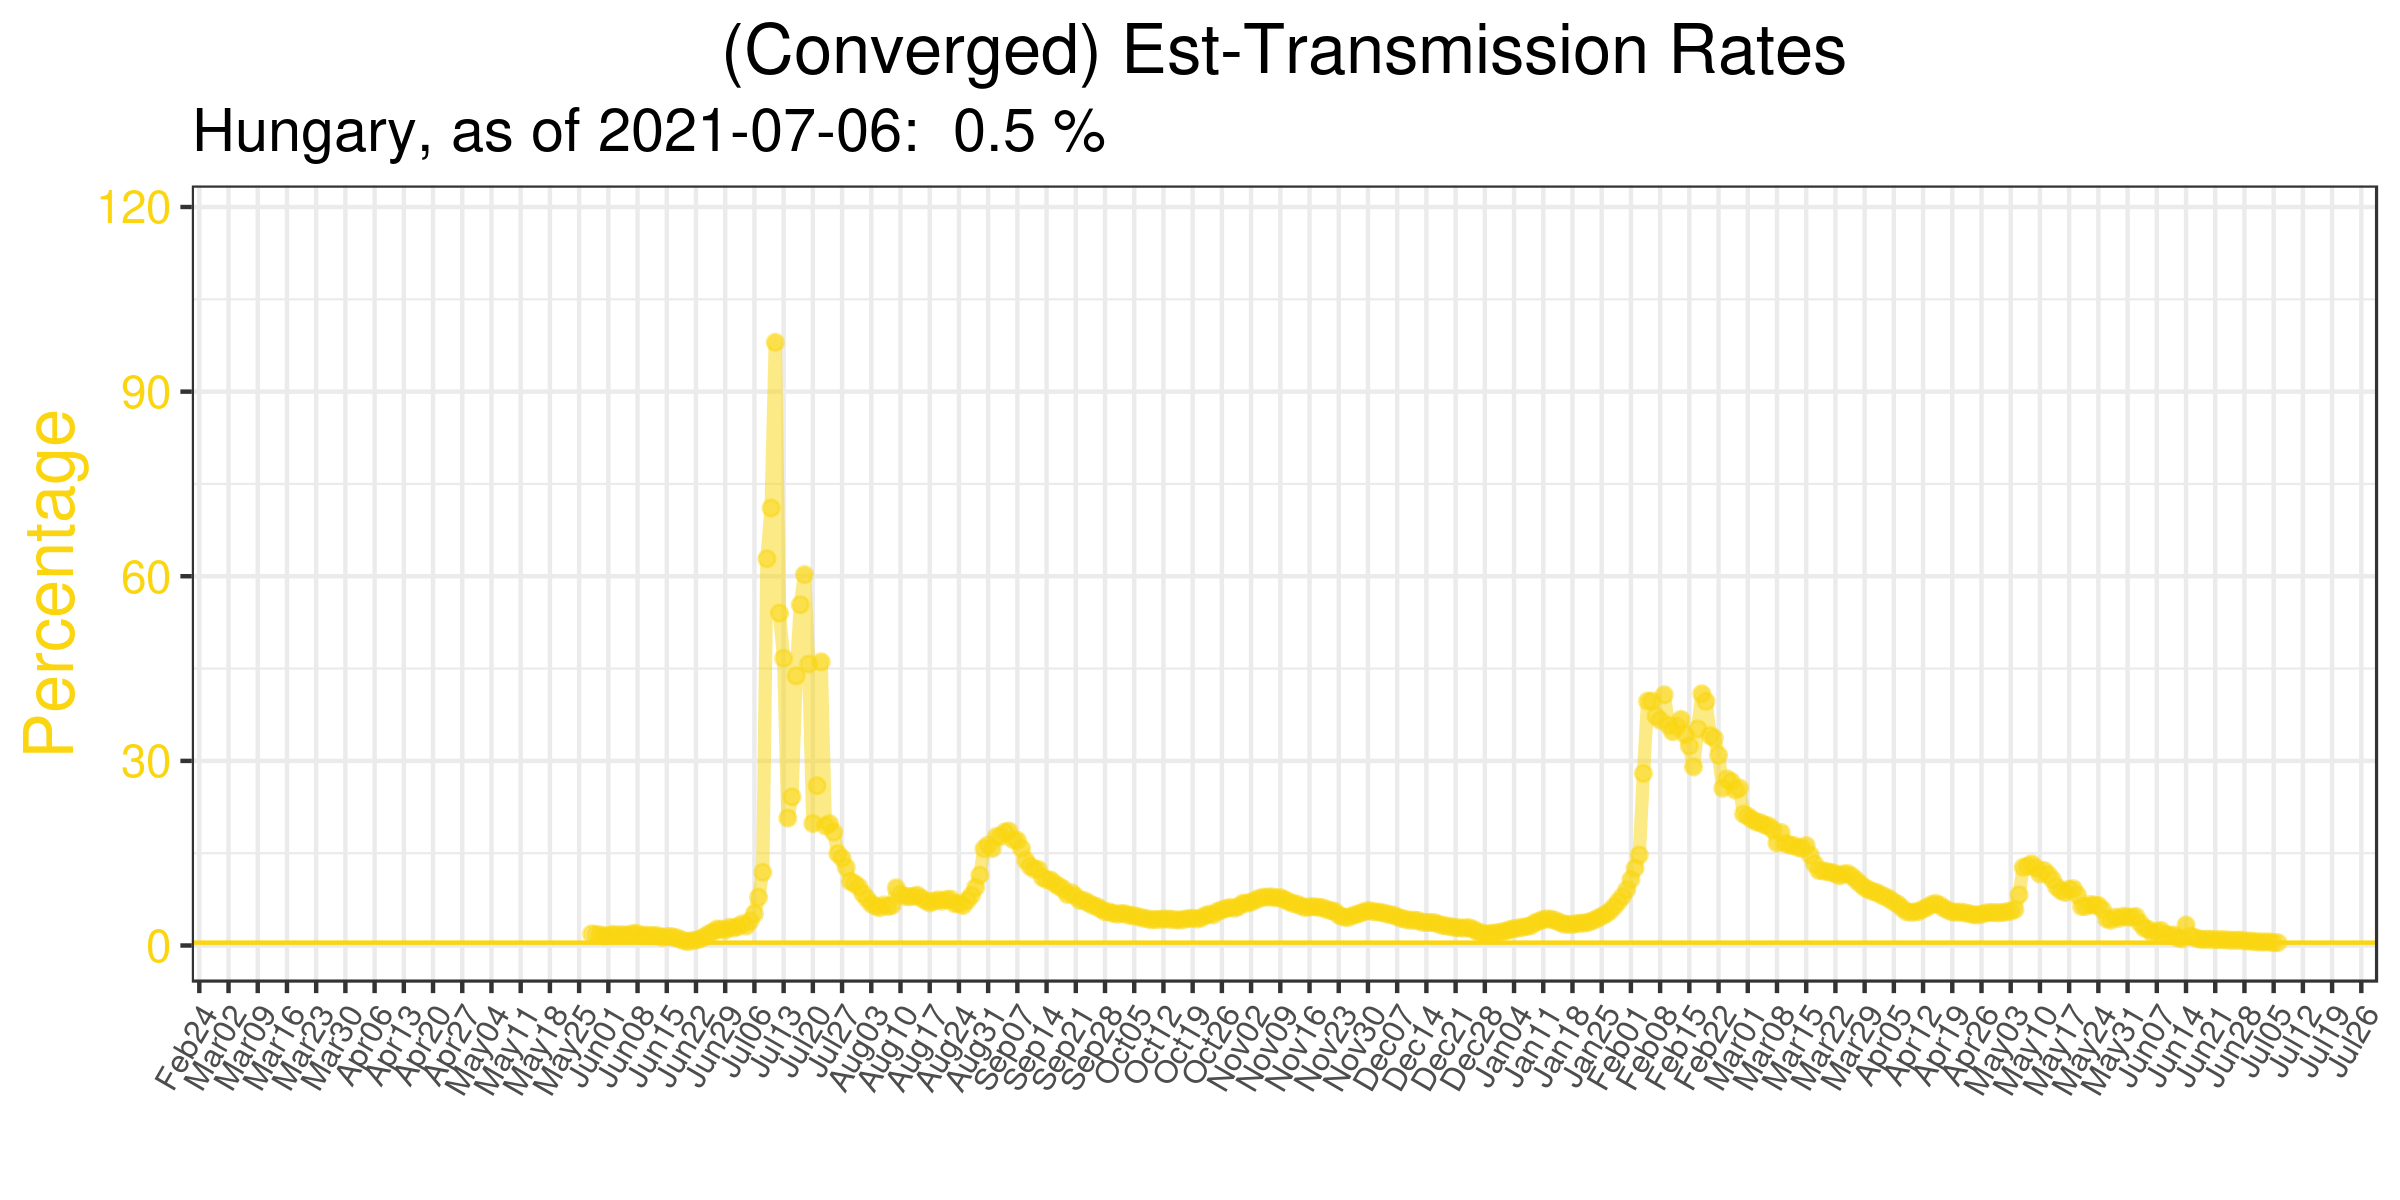 (Converged) Est-Transmission Rates
Hungary, as of 2021-07-06:  0.5 %
Percentage
120
90
60
30
0
Feb24
Mar02
Mar09
Mar16
Mar23
Mar30
Apr06
Apr13
Apr20
Apr27
May04
May11
May18
May25
Jun01
Jun08
Jun15
Jun22
Jun29
Jul06
Jul13
Jul20
Jul27
Aug03
Aug10
Aug17
Aug24
Aug31
Sep07
Sep14
Sep21
Sep28
Oct05
Oct12
Oct19
Oct26
Nov02
Nov09
Nov16
Nov23
Nov30
Dec07
Dec14
Dec21
Dec28
Jan04
Jan11
Jan18
Jan25
Feb01
Feb08
Feb15
Feb22
Mar01
Mar08
Mar15
Mar22
Mar29
Apr05
Apr12
Apr19
Apr26
May03
May10
May17
May24
May31
Jun07
Jun14
Jun21
Jun28
Jul05
Jul12
Jul19
Jul26